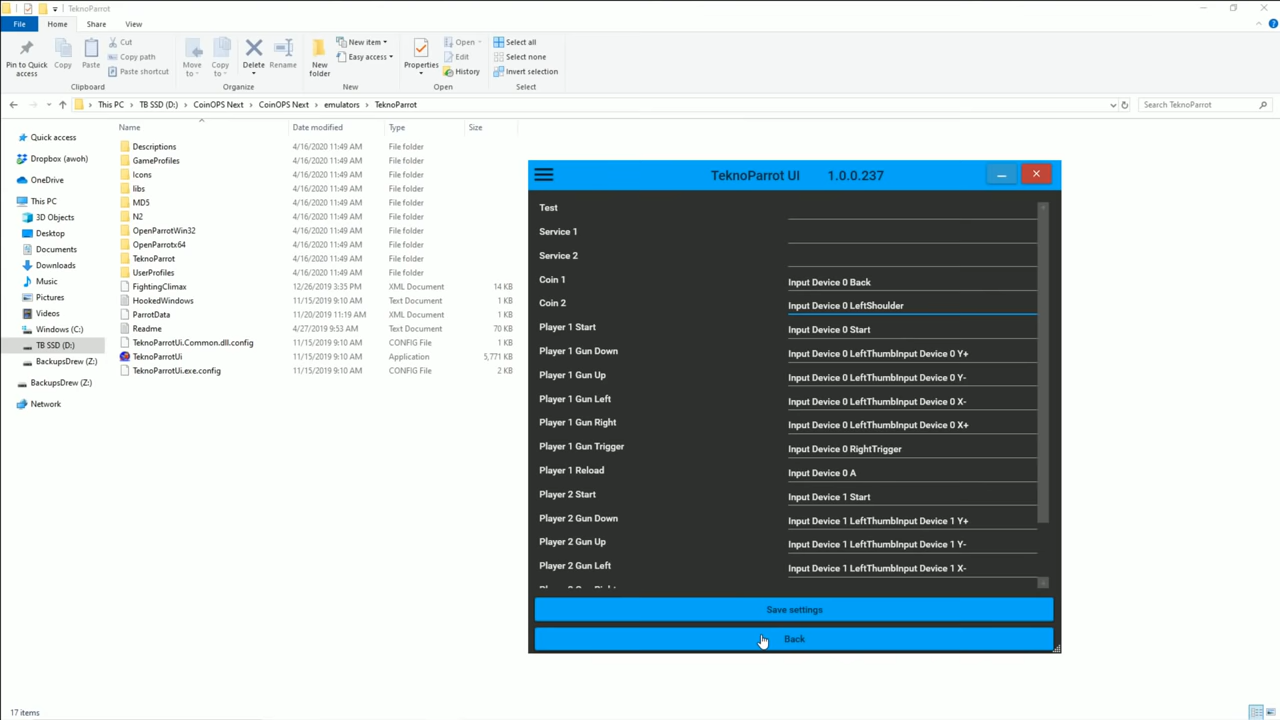 TeknoParrot
File
Home
Share
View
Pin to Quick access
Copy
Paste
Cut
Copy path
Paste shortcut
Move to
Copy to
Delete
Rename
New folder
New item
Easy access
Properties
Open
Edit
History
Select all
Select none
Invert selection
Clipboard
Organize
New
Open
Select
This PC
TB SSD (D:)
CoinOPS Next
CoinOPS Next
emulators
TeknoParrot
Search TeknoParrot
Quick access
Dropbox (awoh)
OneDrive
This PC
3D Objects
Desktop
Documents
Downloads
Music
Pictures
Videos
Windows (C:)
TB SSD (D:)
BackupsDrew (Z:)
BackupsDrew (Z:)
Network
Name Date modified Type Size
Descriptions 4/16/2020 11:49 AM File folder
GameProfiles 4/16/2020 11:49 AM File folder
Icons 4/16/2020 11:49 AM File folder
libs 4/16/2020 11:49 AM File folder
MD5 4/16/2020 11:49 AM File folder
N2 4/16/2020 11:49 AM File folder
OpenParrotWin32 4/16/2020 11:49 AM File folder
OpenParrotx64 4/16/2020 11:49 AM File folder
TeknoParrot 4/16/2020 11:49 AM File folder
UserProfiles 4/16/2020 11:49 AM File folder
FightingClimax 12/26/2019 3:35 PM XML Document 14 KB
HookedWindows 11/15/2019 9:10 AM Text Document 1 KB
ParrotData 11/20/2019 11:19 AM XML Document 1 KB
Readme 4/27/2019 9:53 AM Text Document 70 KB
TeknoParrotUi.Common.dll.config 11/15/2019 9:10 AM CONFIG File 1 KB
TeknoParrotUi 11/15/2019 9:10 AM Application 5,771 KB
TeknoParrotUi.exe.config 11/15/2019 9:10 AM CONFIG File 2 KB
TeknoParrot UI 1.0.0.237
Test
Service 1
Service 2
Coin 1 Input Device 0 Back
Coin 2 Input Device 0 LeftShoulder
Player 1 Start Input Device 0 Start
Player 1 Gun Down Input Device 0 LeftThumbInput Device 0 Y+
Player 1 Gun Up Input Device 0 LeftThumbInput Device 0 Y-
Player 1 Gun Left Input Device 0 LeftThumbInput Device 0 X-
Player 1 Gun Right Input Device 0 LeftThumbInput Device 0 X+
Player 1 Gun Trigger Input Device 0 RightTrigger
Player 1 Reload Input Device 0 A
Player 2 Start Input Device 1 Start
Player 2 Gun Down Input Device 1 LeftThumbInput Device 1 Y+
Player 2 Gun Up Input Device 1 LeftThumbInput Device 1 Y-
Player 2 Gun Left Input Device 1 LeftThumbInput Device 1 X-
Player 2 Gun Right
Save settings
Back
17 items